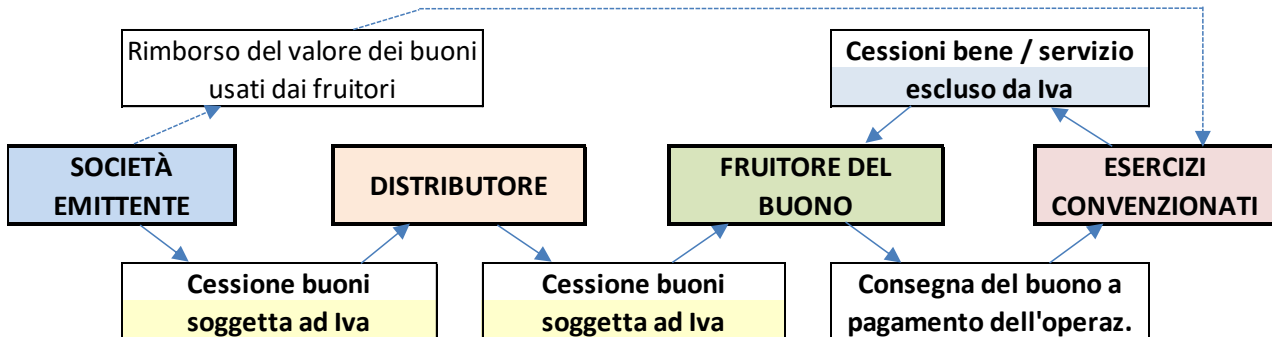 Rimborso del valore dei buoni
usati dai fruitori
Cessioni bene / servizio
escluso da Iva
SOCIETÀ
EMITTENTE
DISTRIBUTORE
FRUITORE DEL
BUONO
ESERCIZI
CONVENZIONATI
Cessione buoni
soggetta ad Iva
Cessione buoni
soggetta ad Iva
Consegna del buono a
pagamento dell'operaz.